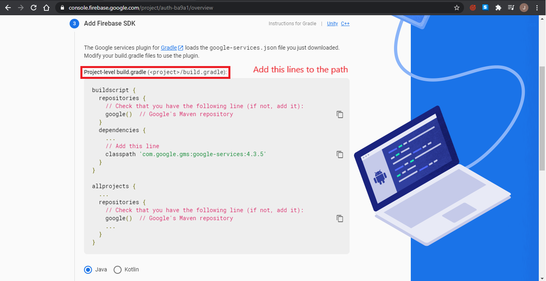 console.firebase.google.com/project/auth-ba8e1/overview
3 Add Firebase SDK
Instructions for Gradle | Unity C++
The Google services plugin for Gradle loads the google-services.json file you just downloaded.
Modify your build.gradle files to use the plugin.
Project-level build.gradle (<project>/build.gradle)
Add this lines to the path
buildscript {
repositories {
// Check that you have the following line (if not, add it):
google() // Google's Maven repository
}
dependencies {
...
// Add this line
classpath 'com.google.gms:google-services:4.3.5'
}
}
allprojects {
...
repositories {
// Check that you have the following line (if not, add it):
google() // Google's Maven repository
...
}
}
Java Kotlin